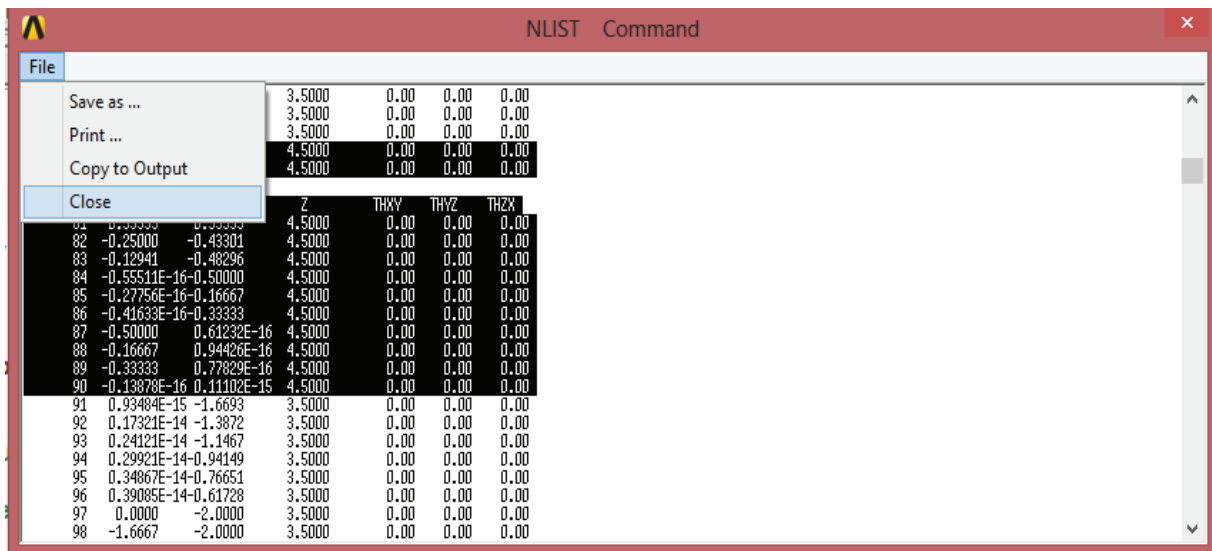 NLIST Command
File
Save as ...
Print ...
Copy to Output
Close
3.5000 0.00 0.00 0.00
3.5000 0.00 0.00 0.00
3.5000 0.00 0.00 0.00
4.5000 0.00 0.00 0.00
4.5000 0.00 0.00 0.00
Z THXY THYZ THZX
4.5000 0.00 0.00 0.00
82 -0.25000 -0.43301 4.5000 0.00 0.00 0.00
83 -0.12941 -0.48296 4.5000 0.00 0.00 0.00
84 -0.55511E-16-0.50000 4.5000 0.00 0.00 0.00
85 -0.27756E-16-0.16667 4.5000 0.00 0.00 0.00
86 -0.41633E-16-0.33333 4.5000 0.00 0.00 0.00
87 -0.50000 0.61232E-16 4.5000 0.00 0.00 0.00
88 -0.16667 0.94426E-16 4.5000 0.00 0.00 0.00
89 -0.33333 0.77829E-16 4.5000 0.00 0.00 0.00
90 -0.13878E-16 0.11102E-15 4.5000 0.00 0.00 0.00
91 0.93484E-15 -1.6693 3.5000 0.00 0.00 0.00
92 0.17321E-14 -1.3872 3.5000 0.00 0.00 0.00
93 0.24121E-14 -1.1467 3.5000 0.00 0.00 0.00
94 0.29921E-14-0.94149 3.5000 0.00 0.00 0.00
95 0.34867E-14-0.76651 3.5000 0.00 0.00 0.00
96 0.39085E-14-0.61728 3.5000 0.00 0.00 0.00
97 0.0000 -2.0000 3.5000 0.00 0.00 0.00
98 -1.6667 -2.0000 3.5000 0.00 0.00 0.00